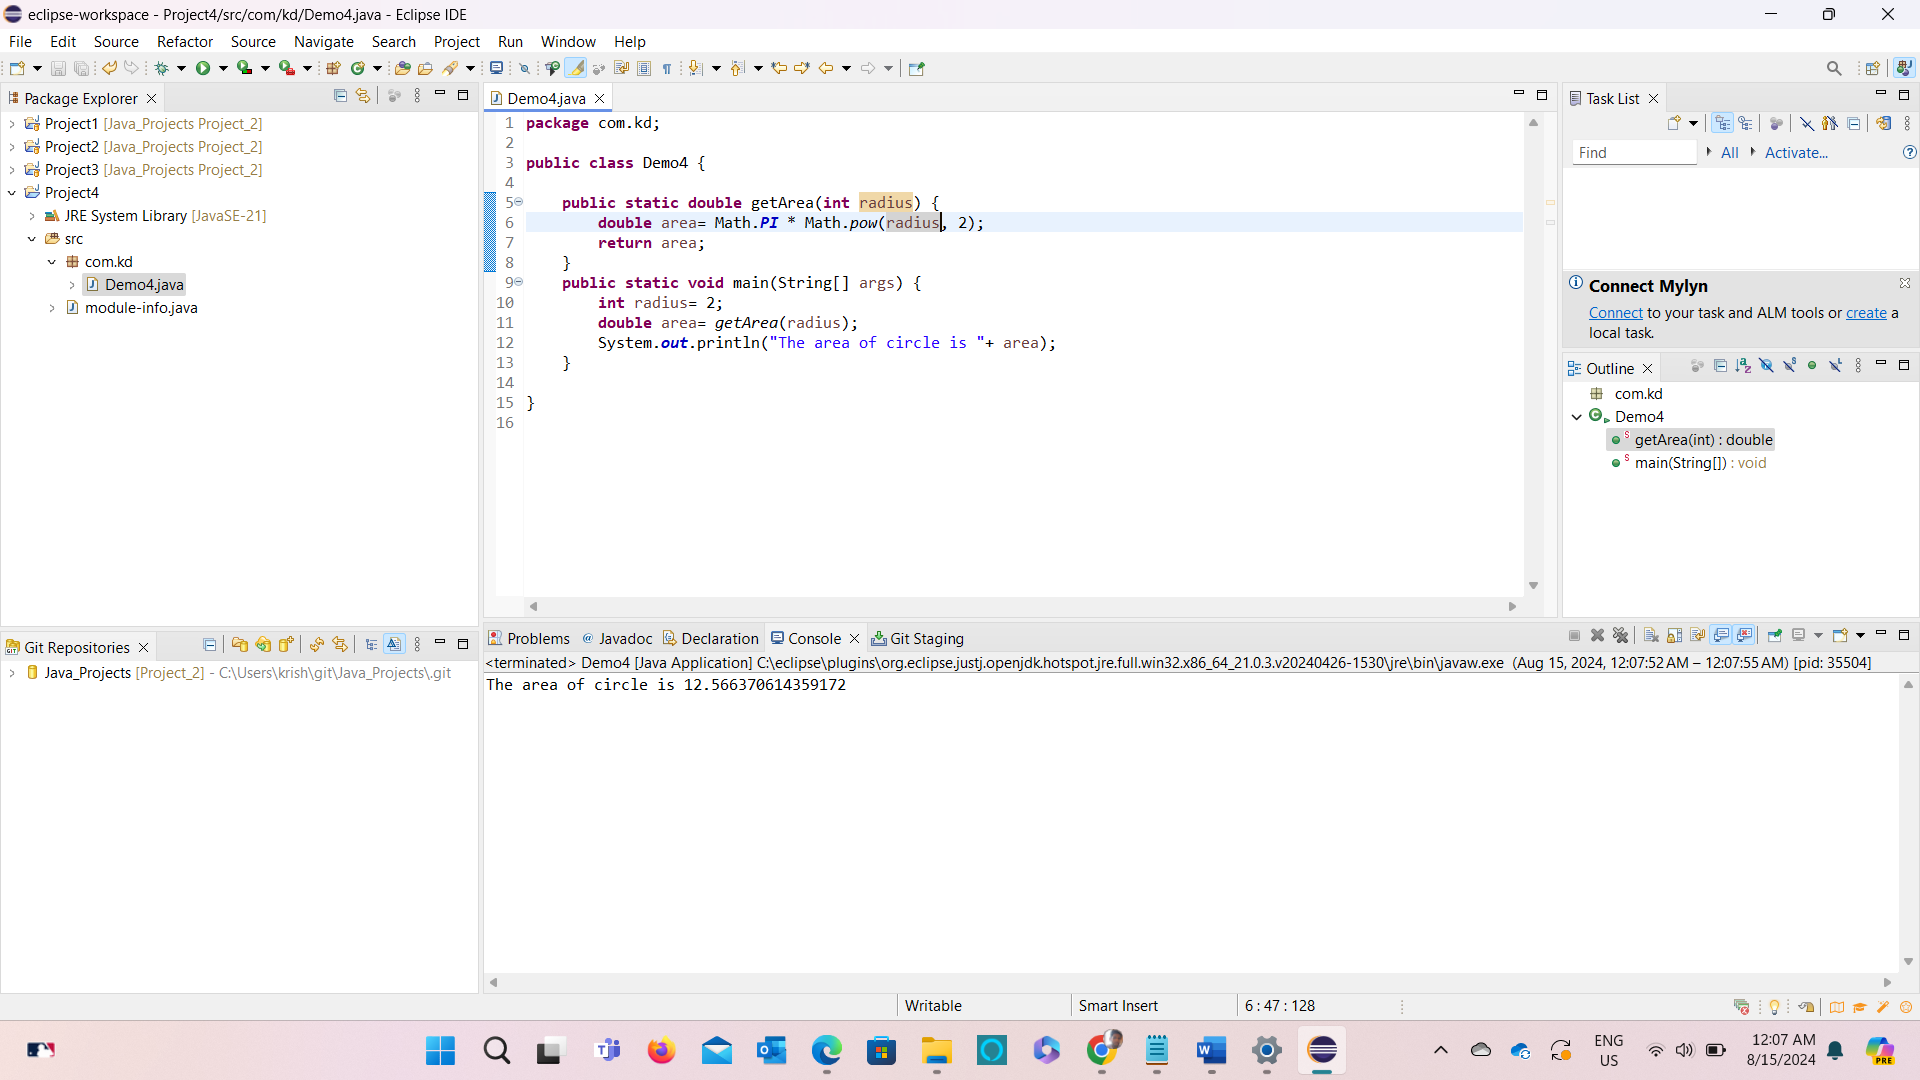 eclipse-workspace - Project4/src/com/kd/Demo4.java - Eclipse IDE
File Edit Source Refactor Source Navigate Search Project Run Window Help
Package Explorer
Project1 [Java_Projects Project_2]
Project2 [Java_Projects Project_2]
Project3 [Java_Projects Project_2]
Project4
JRE System Library [JavaSE-21]
src
com.kd
Demo4.java
module-info.java
Demo4.java
1 package com.kd;
2
3 public class Demo4 {
4
5 public static double getArea(int radius) {
6 double area= Math.PI * Math.pow(radius, 2);
7 return area;
8 }
9 public static void main(String[] args) {
10 int radius= 2;
11 double area= getArea(radius);
12 System.out.println("The area of circle is "+ area);
13 }
14
15 }
16
Task List
Find All Activate...
Connect Mylyn
Connect to your task and ALM tools or create a
local task.
Outline
com.kd
Demo4
getArea(int) : double
main(String[]) : void
Git Repositories
Java_Projects [Project_2] - C:\Users\krish\git\Java_Projects\.git
Problems Javadoc Declaration Console Git Staging
<terminated> Demo4 [Java Application] C:\eclipse\plugins\org.eclipse.justj.openjdk.hotspot.jre.full.win32.x86_64_21.0.3.v20240426-1530\jre\bin\javaw.exe (Aug 15, 2024, 12:07:52 AM – 12:07:55 AM) [pid: 35504]
The area of circle is 12.566370614359172
Writable Smart Insert 6 : 47 : 128
ENG
US
12:07 AM
8/15/2024
PRE